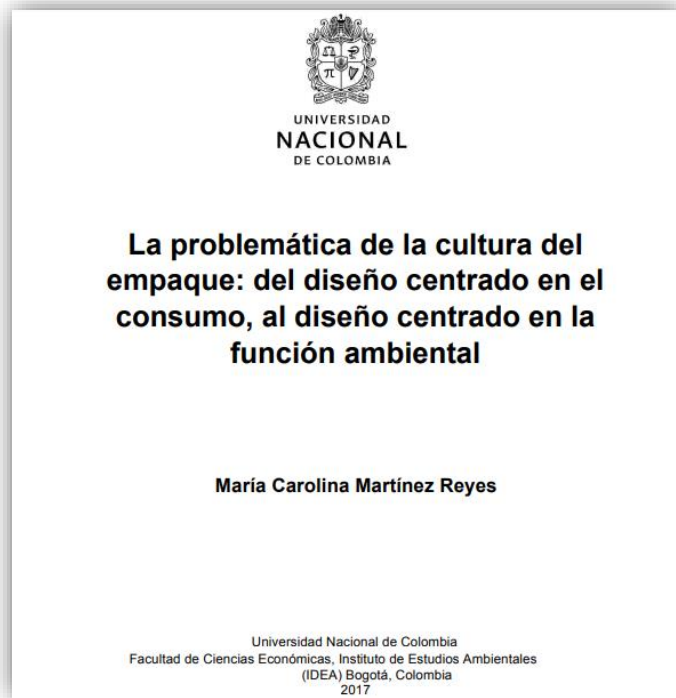 UNIVERSIDAD
NACIONAL
DE COLOMBIA
La problemática de la cultura del
empaque: del diseño centrado en el
consumo, al diseño centrado en la
función ambiental
María Carolina Martínez Reyes
Universidad Nacional de Colombia
Facultad de Ciencias Económicas, Instituto de Estudios Ambientales
(IDEA) Bogotá, Colombia
2017